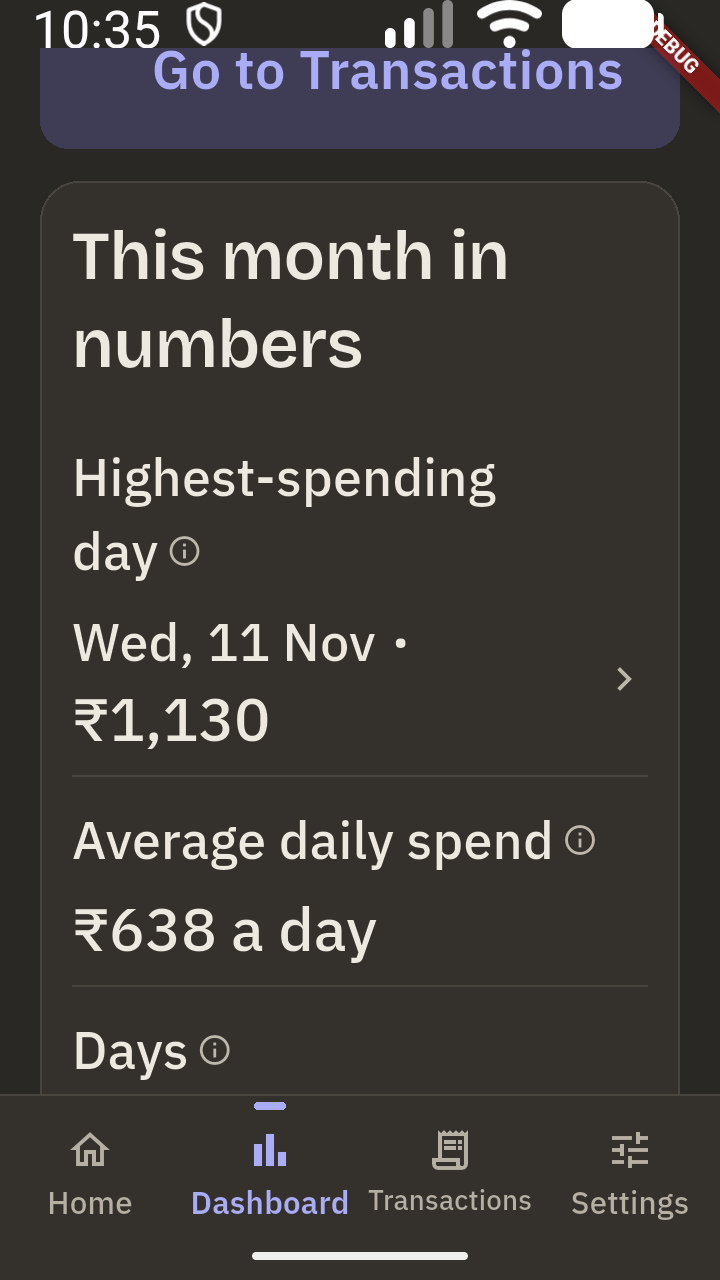 10:35
DEBUG
Go to Transactions
This month in
numbers
Highest-spending
day
Wed, 11 Nov •
₹1,130
Average daily spend
₹638 a day
Days
Home
Dashboard
Transactions
Settings